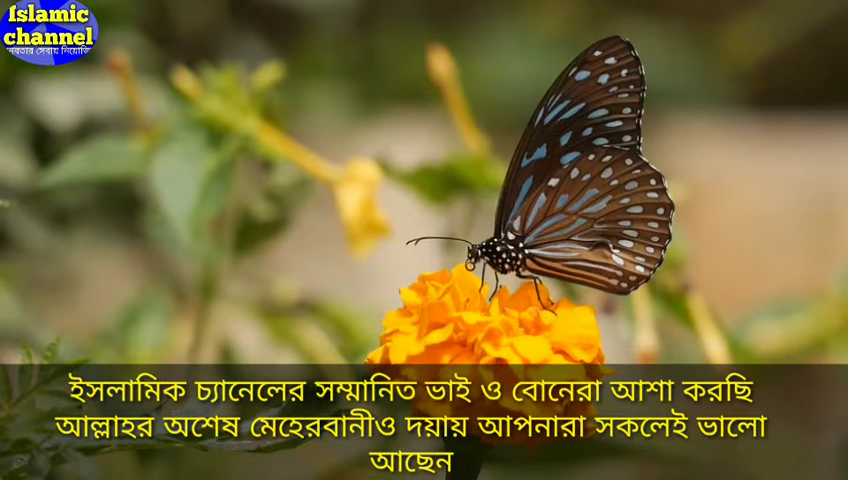 Islamic
channel
ইসলামিক চ্যানেলের সম্মানিত ভাই ও বোনেরা আশা করছি
আল্লাহর অশেষ মেহেরবানীও দয়ায় আপনারা সকলেই ভালো
আছেন